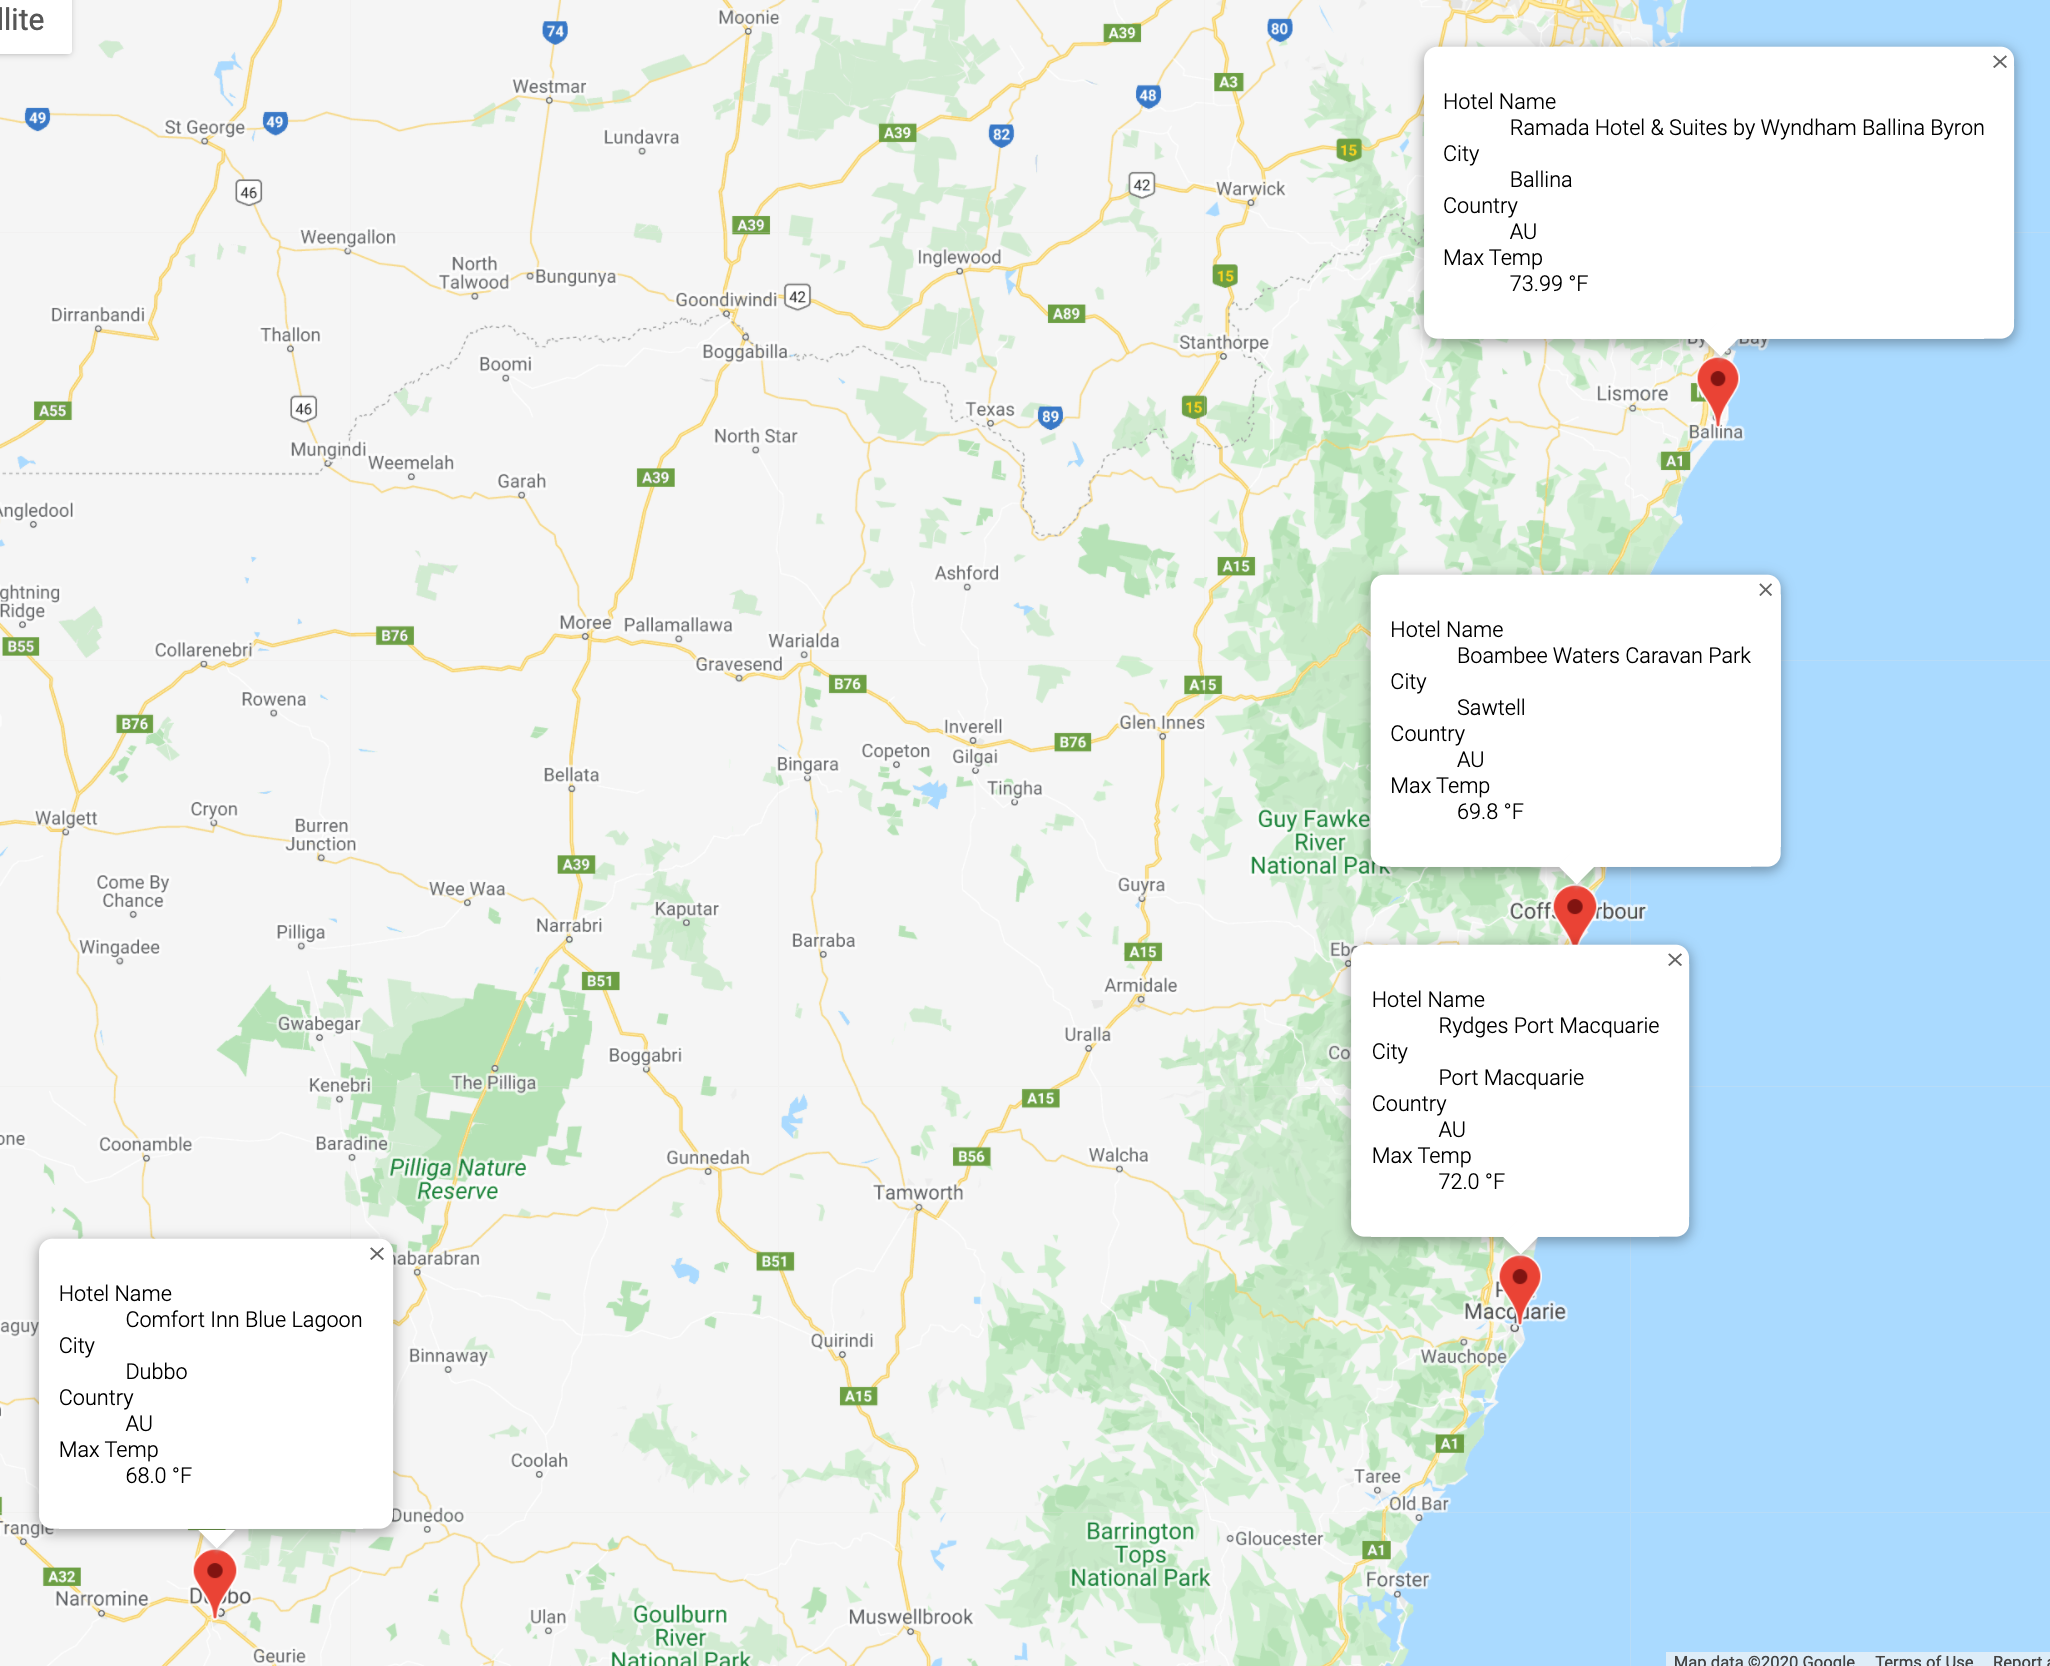 llite
Moonie
74
A39
80
Westmar
A3
48
49
St George
49
Lundavra
A39
82
15
46
42
Warwick
A39
Weengallon
Inglewood
North
Talwood
Bungunya
15
Goondiwindi
42
Dirranbandi
A89
Thallon
Boggabilla
Stanthorpe
Boomi
Lismore
A55
46
Texas
89
15
Ballina
Mungindi
North Star
Weemelah
A1
Garah
A39
Hotel Name
Ramada Hotel & Suites by Wyndham Ballina Byron
City
Ballina
Country
AU
Max Temp
73.99 °F
Angledool
A15
Ashford
ghtning
Ridge
Moree
Pallamallawa
B76
Warialda
B55
Collarenebri
Gravesend
B76
A15
Rowena
B76
Inverell
Glen Innes
Copeton
Gilgai
B76
Bellata
Bingara
Tingha
Walgett
Cryon
Burren
Junction
Hotel Name
Boambee Waters Caravan Park
City
Sawtell
Country
AU
Max Temp
69.8 °F
Guy Fawke
River
National Park
A39
Come By
Chance
Wee Waa
Guyra
Kaputar
Coffs
rbour
Narrabri
Pilliga
Wingadee
Barraba
A15
Ebo
B51
Armidale
Gwabegar
Uralla
Boggabri
Co
Kenebri
The Pilliga
A15
Hotel Name
Rydges Port Macquarie
City
Port Macquarie
Country
AU
Max Temp
72.0 °F
one
Coonamble
Baradine
Pilliga Nature
Reserve
Gunnedah
B56
Walcha
Tamworth
abarabran
B51
Macquarie
Quirindi
Wauchope
aguy
Binnaway
A15
A1
Hotel Name
Comfort Inn Blue Lagoon
City
Dubbo
Country
AU
Max Temp
68.0 °F
Coolah
Taree
Old Bar
Trangie
Dunedoo
Barrington
Tops
National Park
Gloucester
A1
A32
Forster
Narromine
Dubbo
Ulan
Goulburn
River
National Park
Muswellbrook
Geurie
Map data ©2020 Google
Terms of Use
Report a